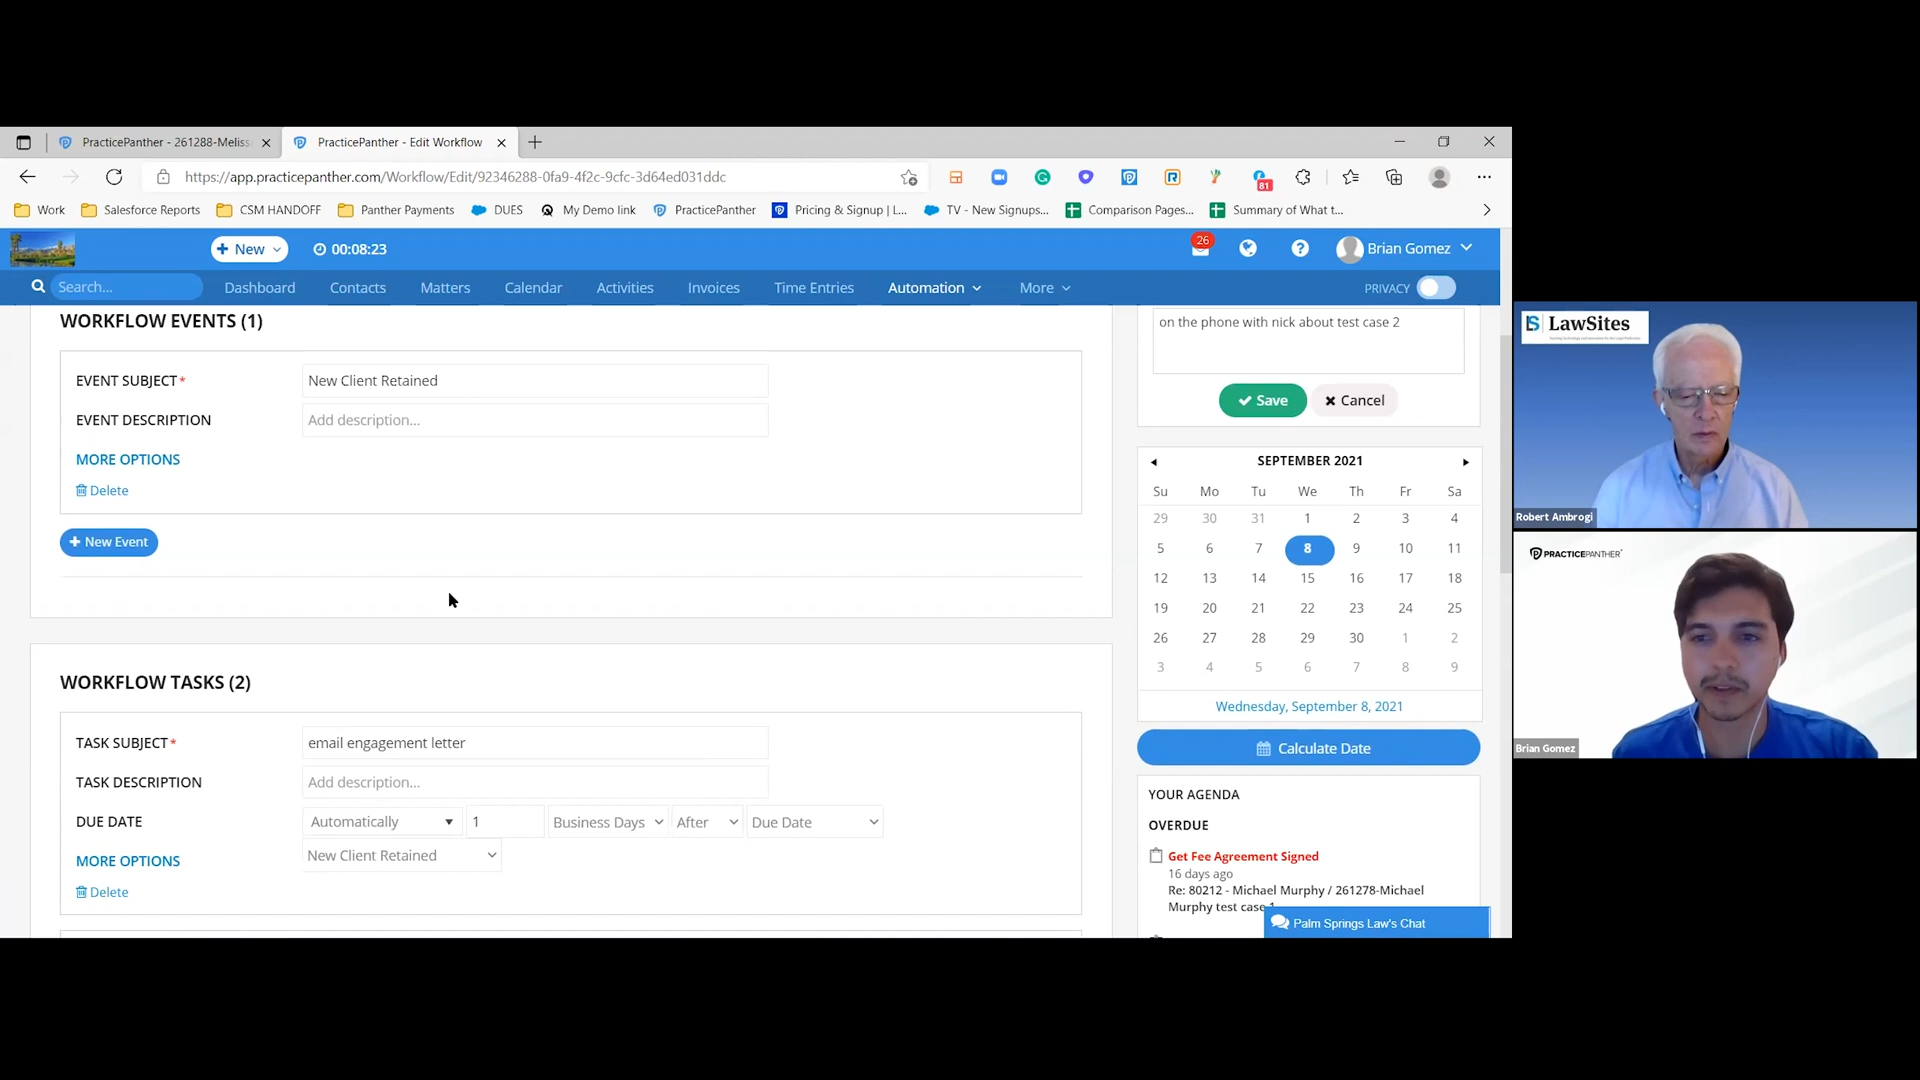 PracticePanther - 261288-Meliss
PracticePanther - Edit Workflow
https://app.practicepanther.com/Workflow/Edit/92346288-0fa9-4f2c-9cfc-3d64ed031ddc
81
Work
Salesforce Reports
CSM HANDOFF
Panther Payments
DUES
My Demo link
PracticePanther
Pricing & Signup | L...
TV - New Signups...
Comparison Pages...
Summary of What t...
New
00:08:23
26
Brian Gomez
Search...
Dashboard
Contacts
Matters
Calendar
Activities
Invoices
Time Entries
Automation
More
PRIVACY
WORKFLOW EVENTS (1)
EVENT SUBJECT*
New Client Retained
EVENT DESCRIPTION
Add description...
MORE OPTIONS
Delete
New Event
WORKFLOW TASKS (2)
TASK SUBJECT*
email engagement letter
TASK DESCRIPTION
Add description...
DUE DATE
Automatically
1
Business Days
After
Due Date
New Client Retained
MORE OPTIONS
Delete
on the phone with nick about test case 2
Save
Cancel
SEPTEMBER 2021
Su Mo Tu We Th Fr Sa
29 30 31 1 2 3 4
5 6 7 8 9 10 11
12 13 14 15 16 17 18
19 20 21 22 23 24 25
26 27 28 29 30 1 2
3 4 5 6 7 8 9
Wednesday, September 8, 2021
Calculate Date
YOUR AGENDA
OVERDUE
Get Fee Agreement Signed
16 days ago
Re: 80212 - Michael Murphy / 261278-Michael
Murphy test case 1
Palm Springs Law's Chat
LawSites
Robert Ambrogi
PRACTICEPANTHER
Brian Gomez